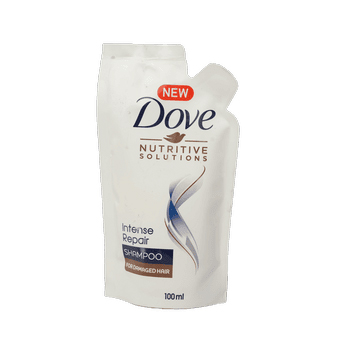 NEW
Dove
NUTRITIVE
SOLUTIONS
Intense
Repair
SHAMPOO
FOR DAMAGED HAIR
100ml